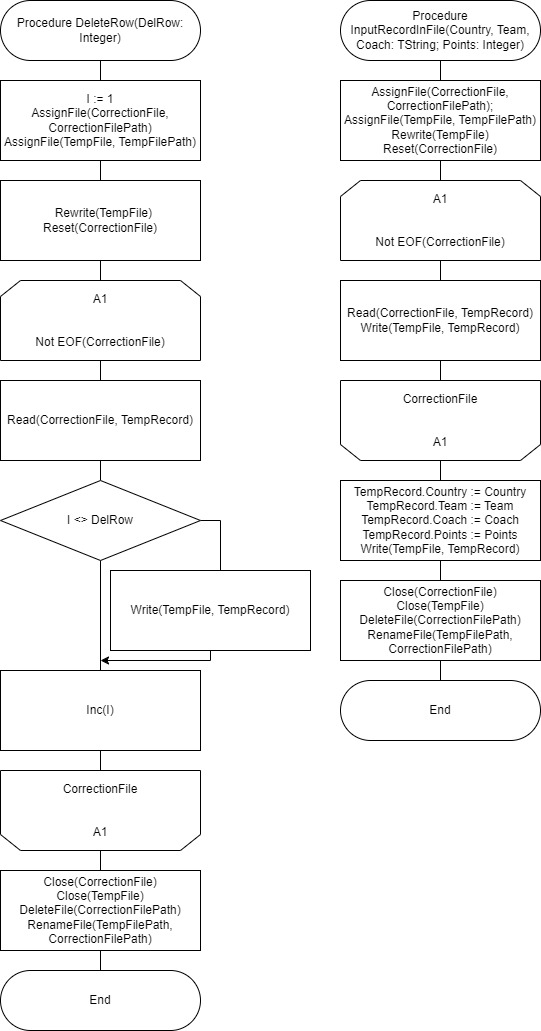 Procedure DeleteRow(DelRow:
Integer)
I := 1
AssignFile(CorrectionFile,
CorrectionFilePath)
AssignFile(TempFile, TempFilePath)
Rewrite(TempFile)
Reset(CorrectionFile)
A1
Not EOF(CorrectionFile)
Read(CorrectionFile, TempRecord)
I <> DelRow
Write(TempFile, TempRecord)
Inc(I)
CorrectionFile
A1
Close(CorrectionFile)
Close(TempFile)
DeleteFile(CorrectionFilePath)
RenameFile(TempFilePath,
CorrectionFilePath)
End
Procedure
InputRecordInFile(Country, Team,
Coach: TString; Points: Integer)
AssignFile(CorrectionFile,
CorrectionFilePath);
AssignFile(TempFile, TempFilePath)
Rewrite(TempFile)
Reset(CorrectionFile)
A1
Not EOF(CorrectionFile)
Read(CorrectionFile, TempRecord)
Write(TempFile, TempRecord)
CorrectionFile
A1
TempRecord.Country := Country
TempRecord.Team := Team
TempRecord.Coach := Coach
TempRecord.Points := Points
Write(TempFile, TempRecord)
Close(CorrectionFile)
Close(TempFile)
DeleteFile(CorrectionFilePath)
RenameFile(TempFilePath,
CorrectionFilePath)
End